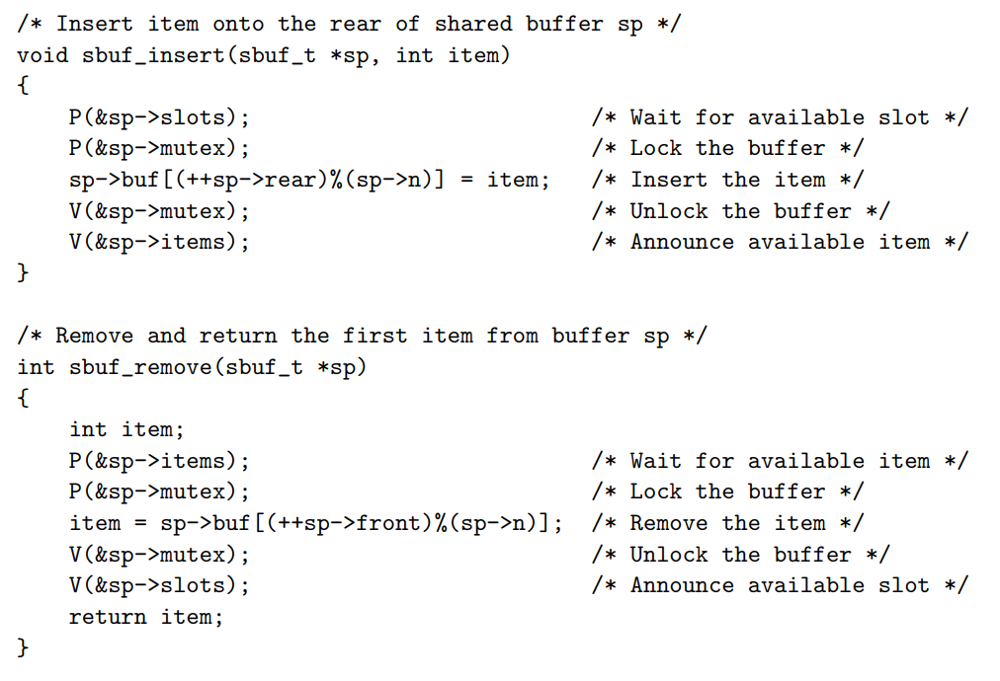 /* Insert item onto the rear of shared buffer sp */
void sbuf_insert(sbuf_t *sp, int item)
{
    P(&sp->slots);                          /* Wait for available slot */
    P(&sp->mutex);                          /* Lock the buffer */
    sp->buf[(++sp->rear)%(sp->n)] = item;   /* Insert the item */
    V(&sp->mutex);                          /* Unlock the buffer */
    V(&sp->items);                          /* Announce available item */
}

/* Remove and return the first item from buffer sp */
int sbuf_remove(sbuf_t *sp)
{
    int item;
    P(&sp->items);                          /* Wait for available item */
    P(&sp->mutex);                          /* Lock the buffer */
    item = sp->buf[(++sp->front)%(sp->n)];  /* Remove the item */
    V(&sp->mutex);                          /* Unlock the buffer */
    V(&sp->slots);                          /* Announce available slot */
    return item;
}